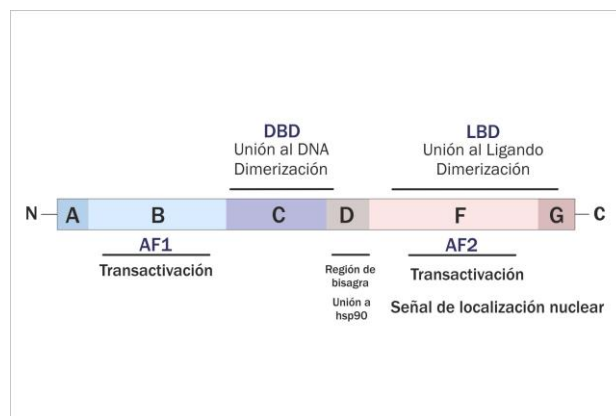 DBD
Unión al DNA
Dimerización
LBD
Unión al Ligando
Dimerización
N
A
B
C
D
F
G
C
AF1
Transactivación
Región de
bisagra
Unión a
hsp90
AF2
Transactivación
Señal de localización nuclear